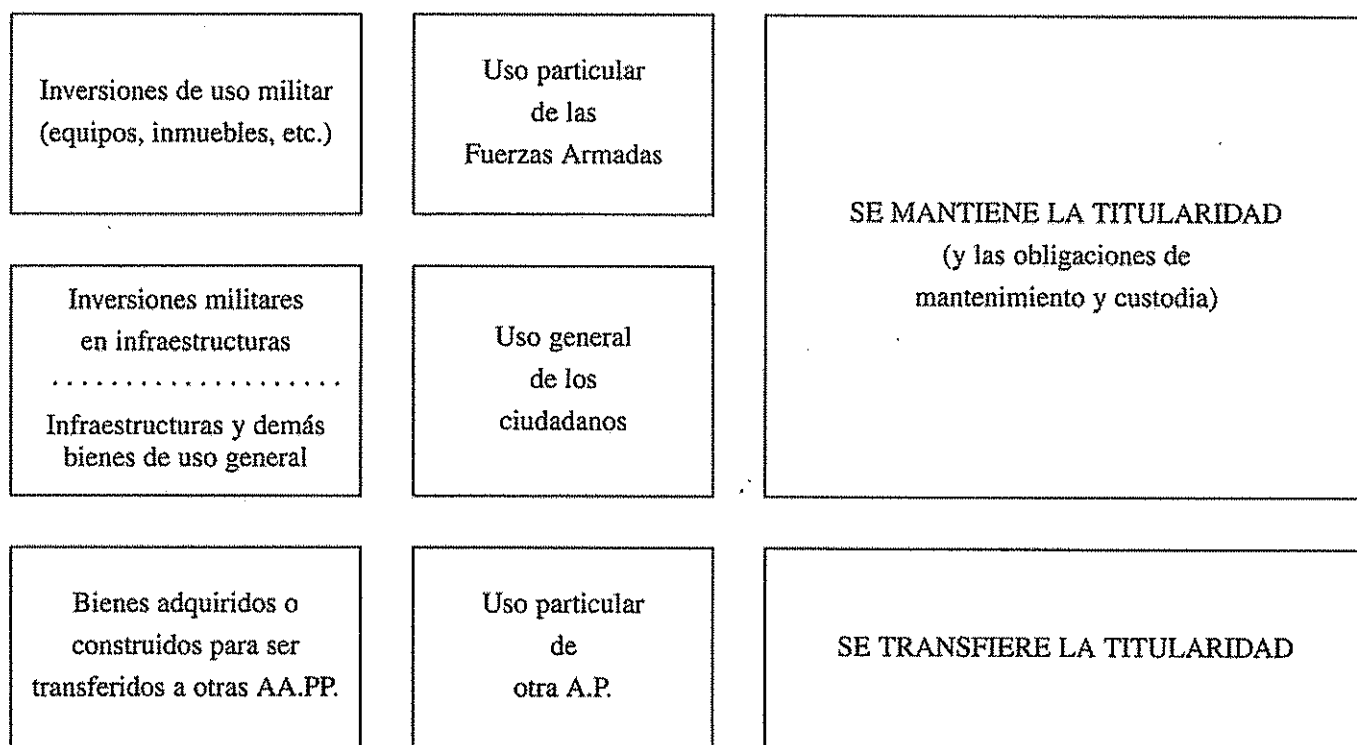 Inversiones de uso militar
(equipos, inmuebles, etc.)
Uso particular
de las
Fuerzas Armadas
SE MANTIENE LA TITULARIDAD
(y las obligaciones de
mantenimiento y custodia)
Inversiones militares
en infraestructuras
. . . . . . . . . . . . . . . . . . . .
Infraestructuras y demás
bienes de uso general
Uso general
de los
ciudadanos
Bienes adquiridos o
construidos para ser
transferidos a otras AA.PP.
Uso particular
de
otra A.P.
SE TRANSFIERE LA TITULARIDAD